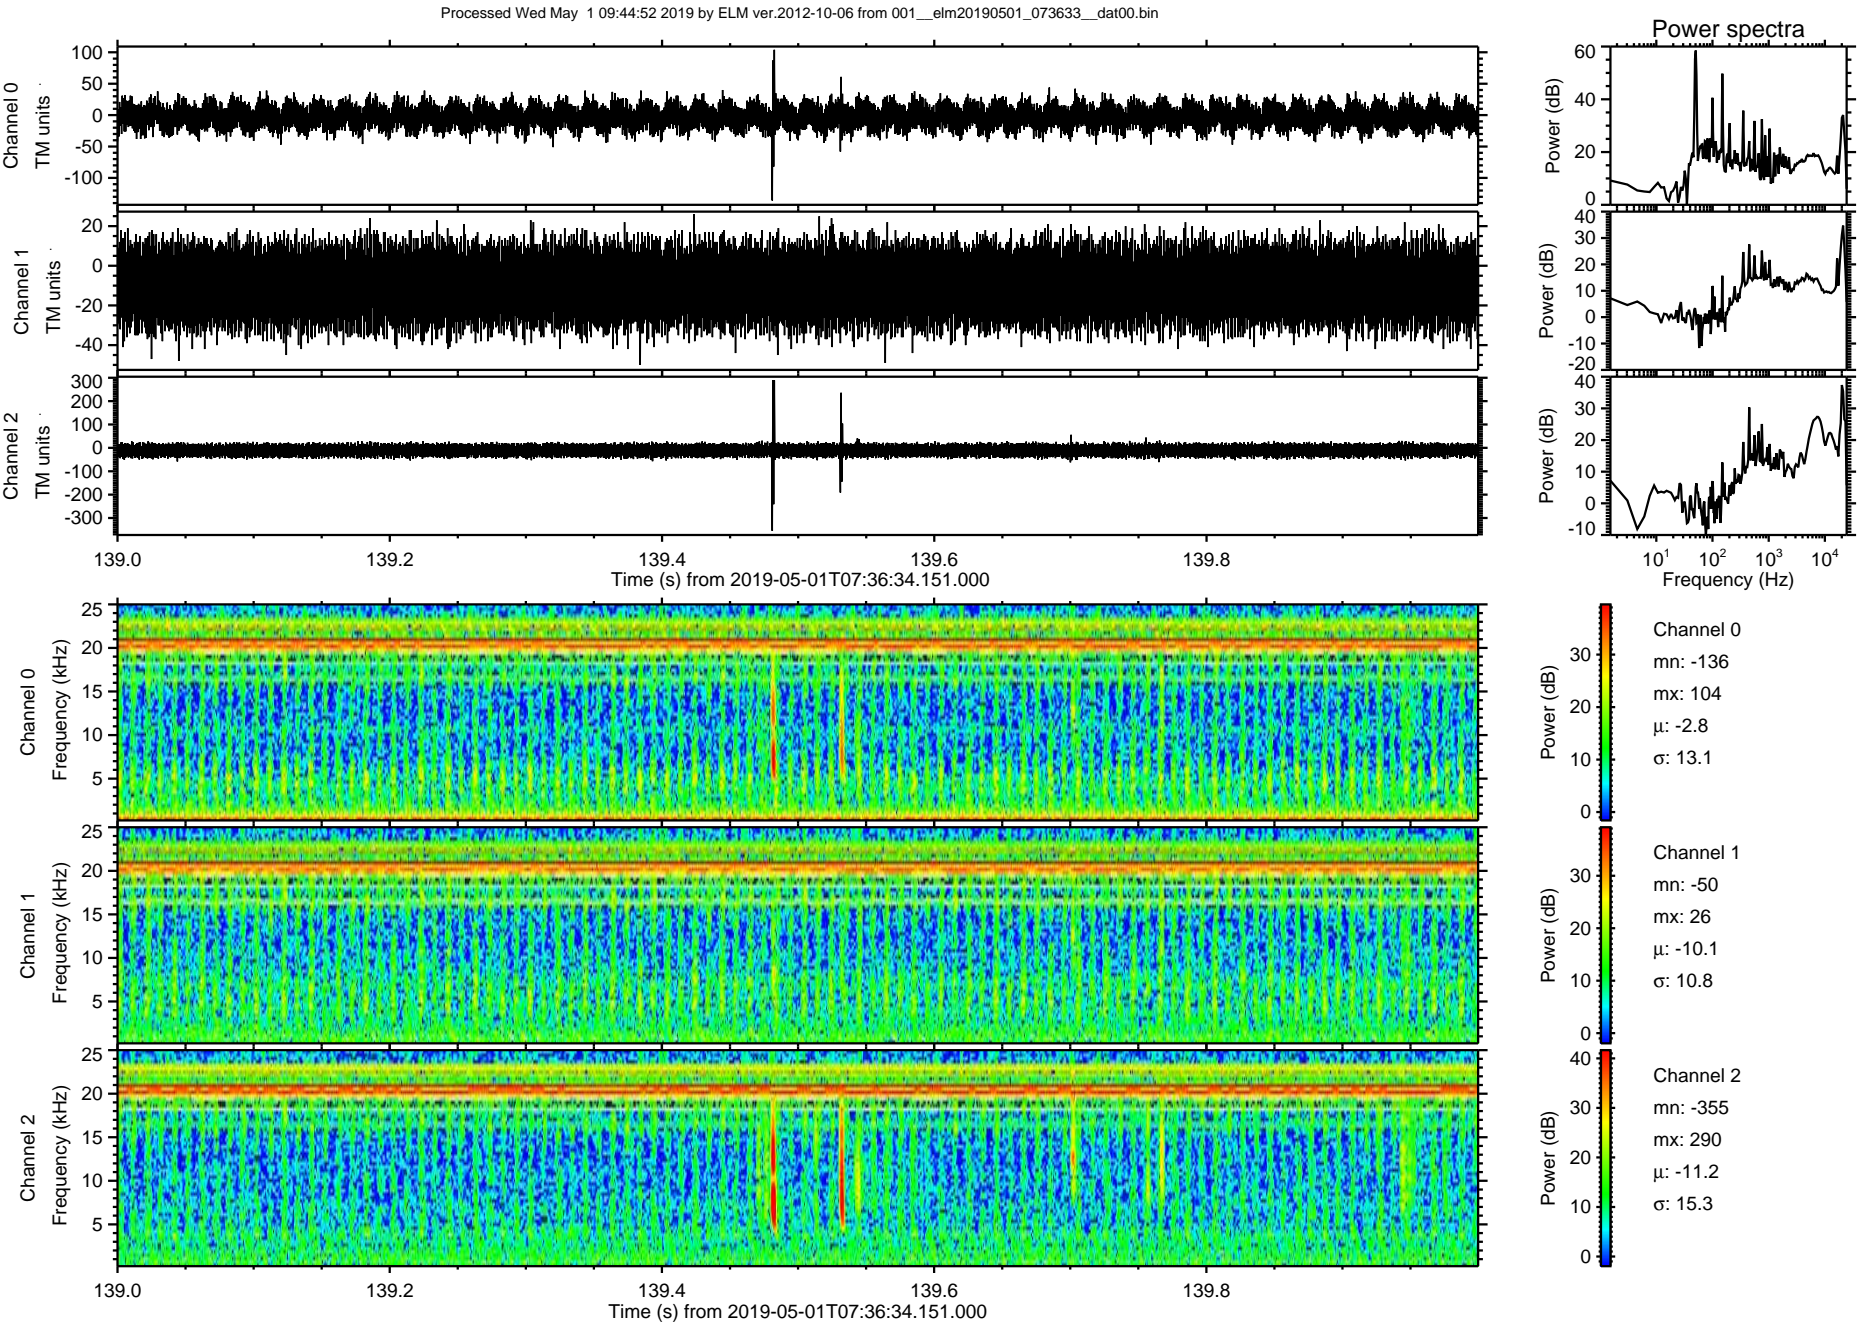 Processed Wed May  1 09:44:52 2019 by ELM ver.2012-10-06 from 001__elm20190501_073633__dat00.bin
Power spectra
Channel 0
TM units
100
50
0
-50
-100
Power (dB)
60
40
20
0
Channel 1
TM units
20
0
-20
-40
Power (dB)
40
30
20
10
0
-10
-20
Channel 2
TM units
300
200
100
0
-100
-200
-300
Power (dB)
40
30
20
10
0
-10
139.0 139.2 139.4 139.6 139.8
Time (s) from 2019-05-01T07:36:34.151.000
10^1 10^2 10^3 10^4
Frequency (Hz)
Channel 0
Frequency (kHz)
25
20
15
10
5
Power (dB)
30
20
10
0
Channel 0
mn: -136
mx: 104
μ: -2.8
σ: 13.1
Channel 1
Frequency (kHz)
25
20
15
10
5
Power (dB)
30
20
10
0
Channel 1
mn: -50
mx: 26
μ: -10.1
σ: 10.8
Channel 2
Frequency (kHz)
25
20
15
10
5
Power (dB)
40
30
20
10
0
Channel 2
mn: -355
mx: 290
μ: -11.2
σ: 15.3
139.0 139.2 139.4 139.6 139.8
Time (s) from 2019-05-01T07:36:34.151.000